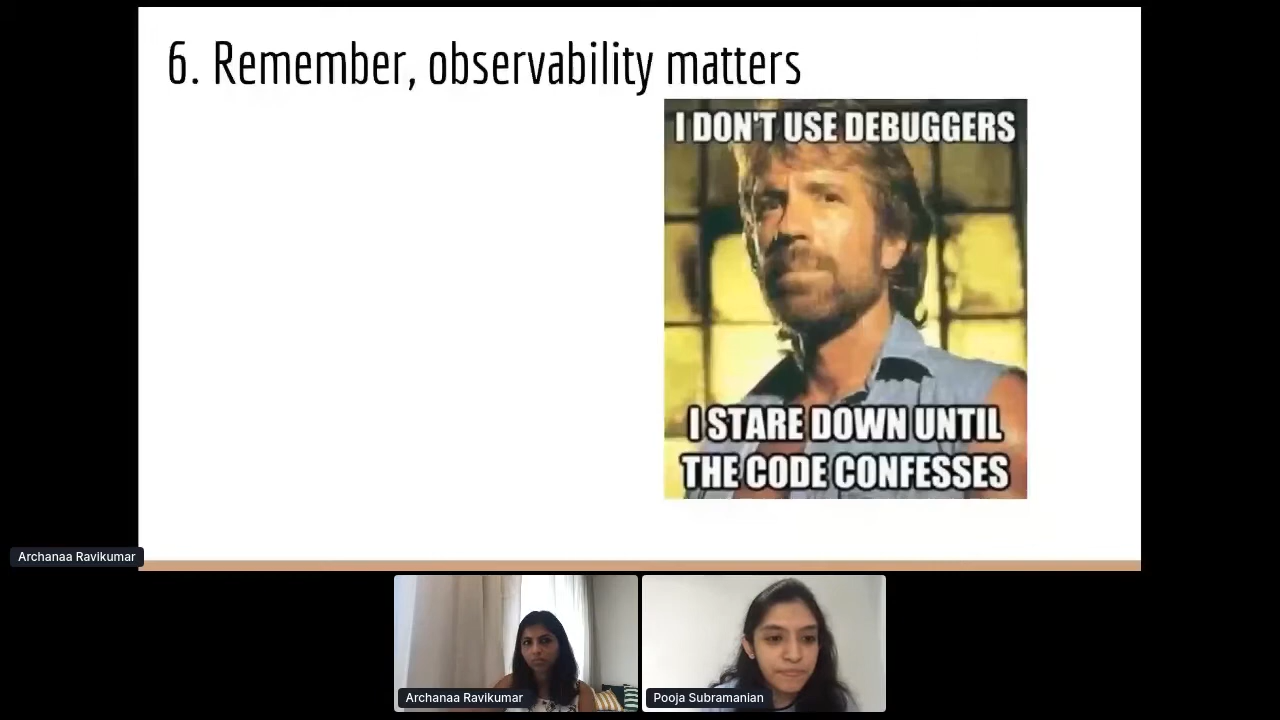 6. Remember, observability matters
I DON'T USE DEBUGGERS
I STARE DOWN UNTIL
THE CODE CONFESSES
Archanaa Ravikumar
Archanaa Ravikumar
Pooja Subramanian